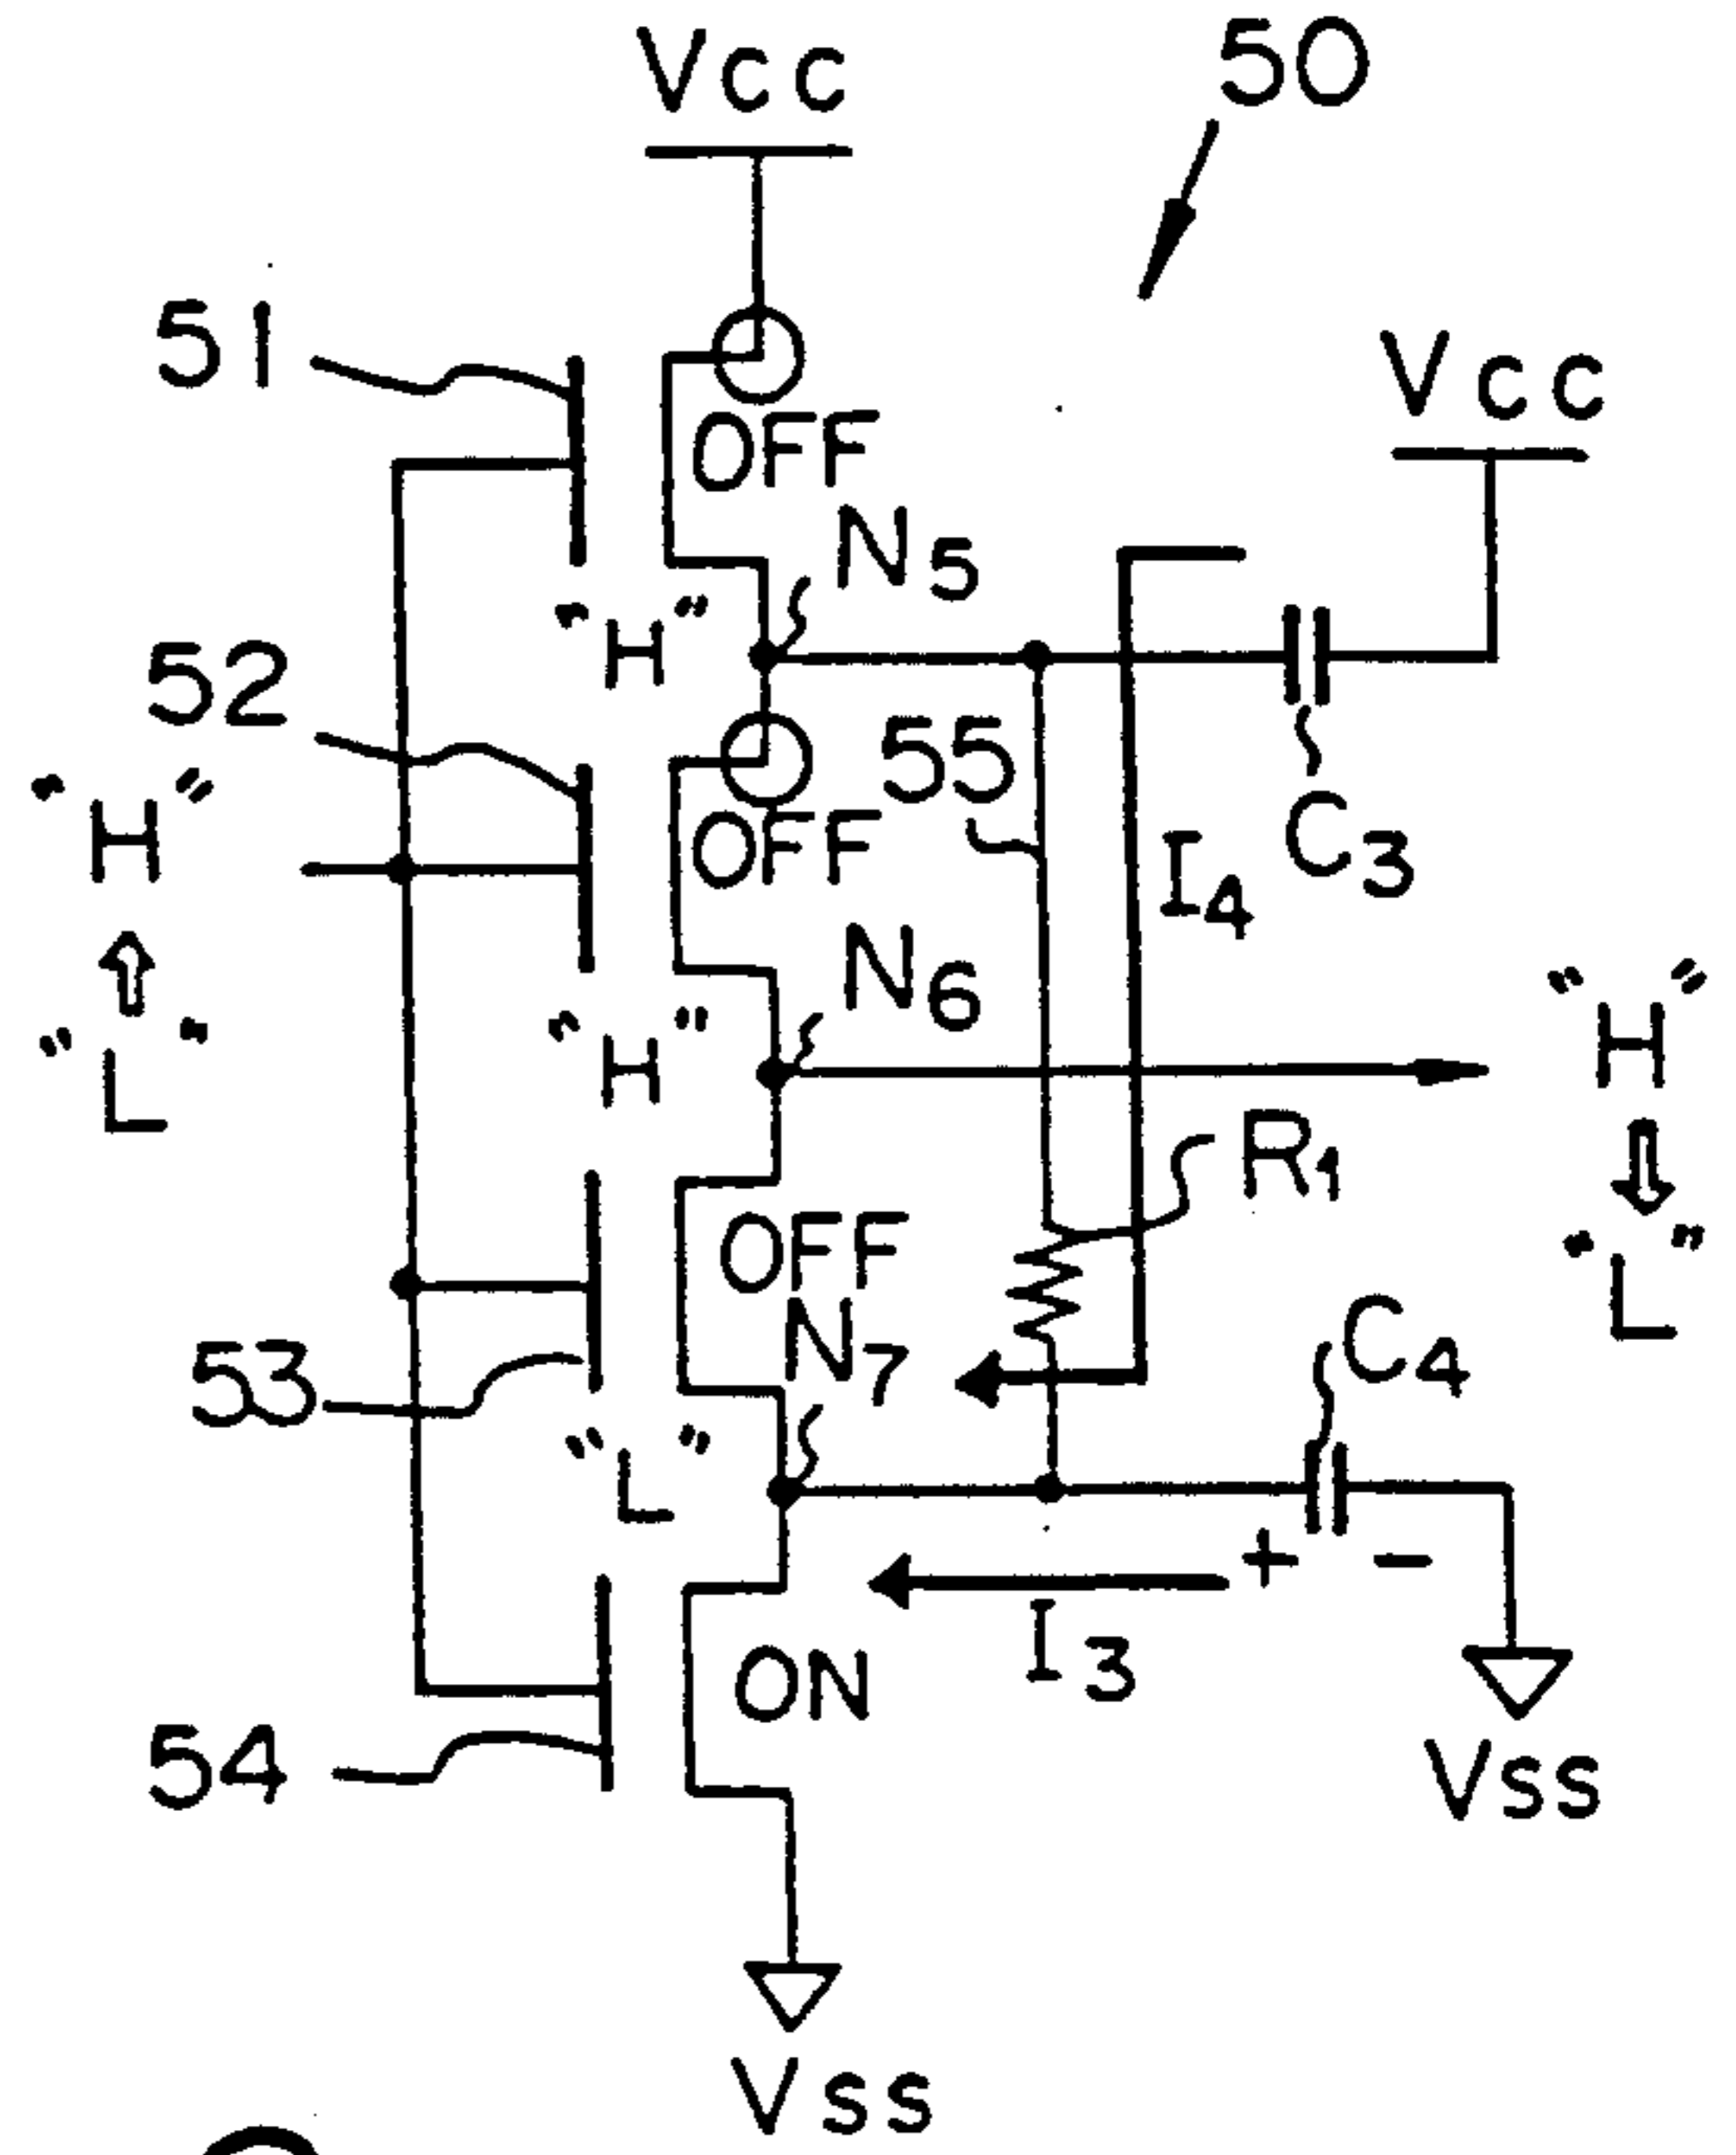 Vcc
50
51
OFF
Vcc
N5
"H"
52
55
"H"
OFF
C3
I4
N6
"L"
"H"
"H"
R1
OFF
"L"
N7
C4
53
"L"
+ -
I3
ON
54
Vss
Vss